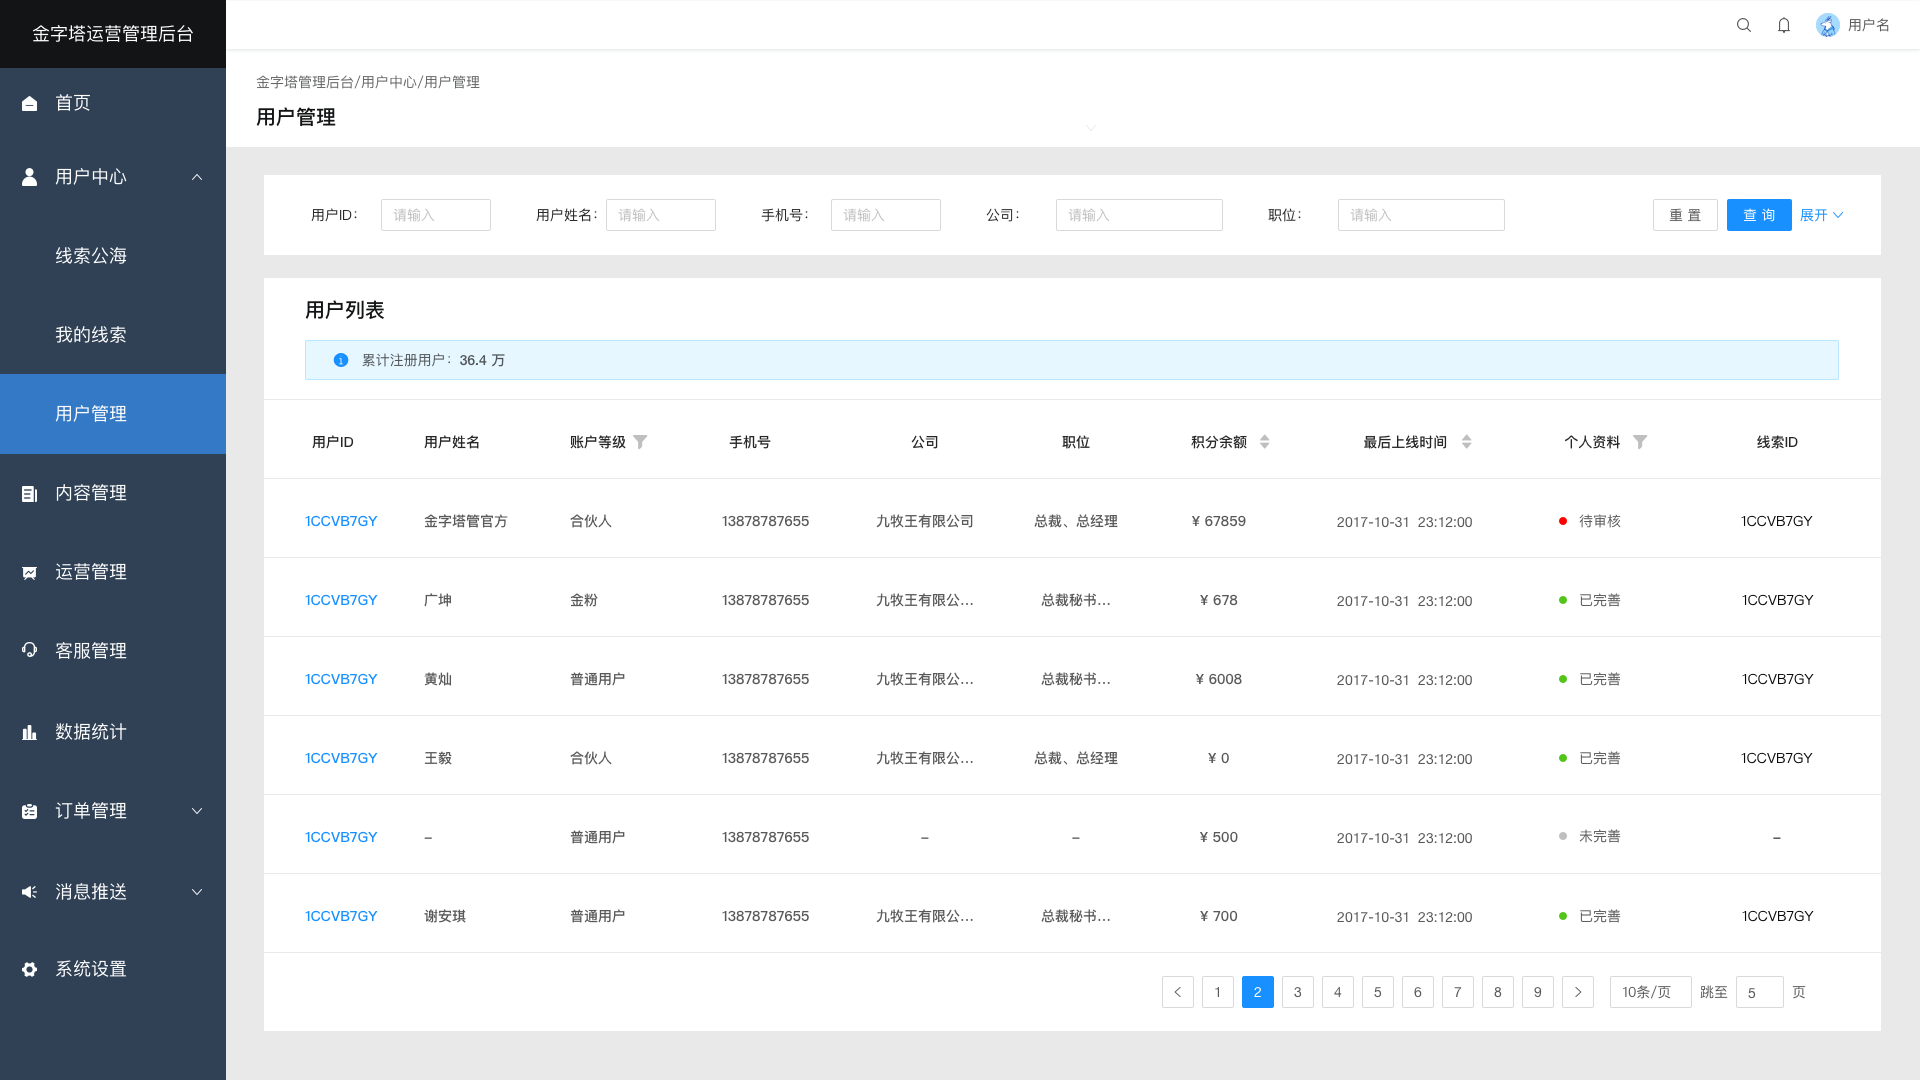 金字塔运营管理后台
用户名
首页
用户中心
线索公海
我的线索
用户管理
内容管理
运营管理
客服管理
数据统计
订单管理
消息推送
系统设置
金字塔管理后台/用户中心/用户管理
用户管理
用户ID： 请输入 用户姓名： 请输入 手机号： 请输入 公司： 请输入 职位： 请输入 重 置 查 询 展开
用户列表
累计注册用户：36.4 万
用户ID 用户姓名 账户等级 手机号 公司 职位 积分余额 最后上线时间 个人资料 线索ID
1CCVB7GY 金字塔管官方 合伙人 13878787655 九牧王有限公司 总裁、总经理 ¥ 67859 2017-10-31 23:12:00 待审核 1CCVB7GY
1CCVB7GY 广坤 金粉 13878787655 九牧王有限公... 总裁秘书... ¥ 678 2017-10-31 23:12:00 已完善 1CCVB7GY
1CCVB7GY 黄灿 普通用户 13878787655 九牧王有限公... 总裁秘书... ¥ 6008 2017-10-31 23:12:00 已完善 1CCVB7GY
1CCVB7GY 王毅 合伙人 13878787655 九牧王有限公... 总裁、总经理 ¥ 0 2017-10-31 23:12:00 已完善 1CCVB7GY
1CCVB7GY – 普通用户 13878787655 – – ¥ 500 2017-10-31 23:12:00 未完善 –
1CCVB7GY 谢安琪 普通用户 13878787655 九牧王有限公... 总裁秘书... ¥ 700 2017-10-31 23:12:00 已完善 1CCVB7GY
1 2 3 4 5 6 7 8 9 10条/页 跳至 5 页